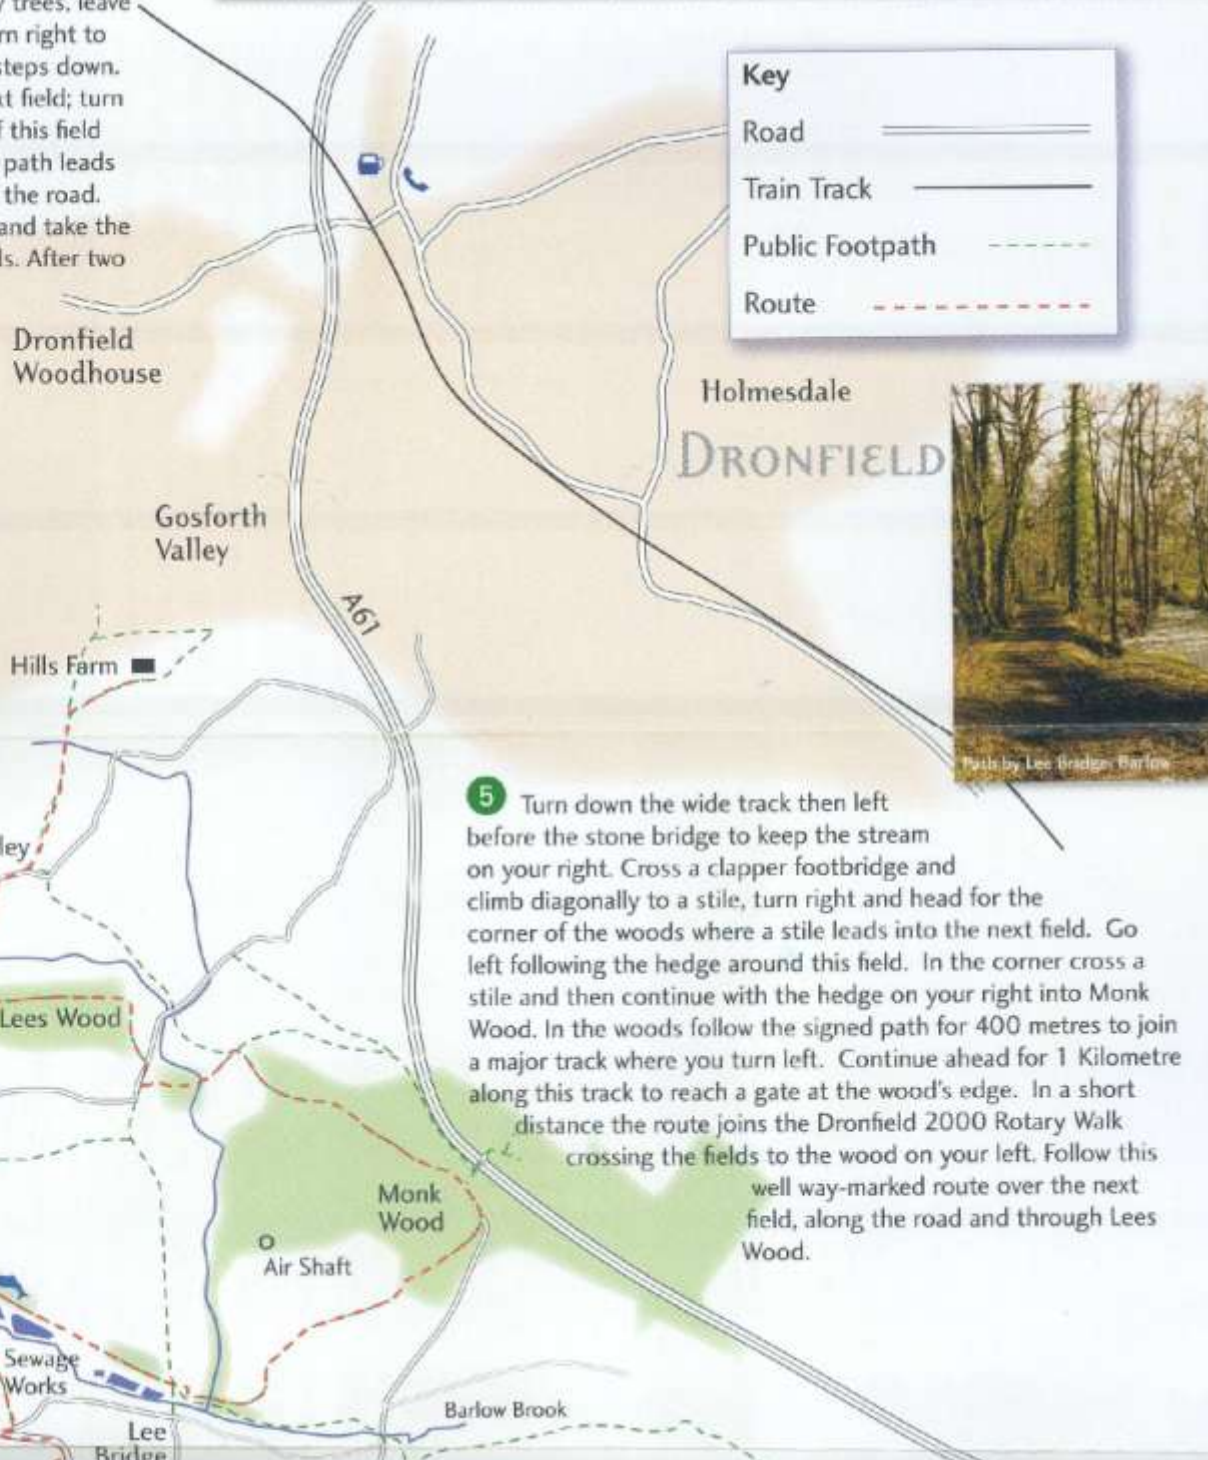 trees, leave
right to
steps down.
field; turn
this field
path leads
the road.
and take the
After two
Key
Road
Train Track
Public Footpath
Route
Dronfield
Woodhouse
Holmesdale
DRONFIELD
Gosforth
Valley
A61
Hills Farm
Path by Lee Bridge, Barlow
5 Turn down the wide track then left
before the stone bridge to keep the stream
on your right. Cross a clapper footbridge and
climb diagonally to a stile, turn right and head for the
corner of the woods where a stile leads into the next field. Go
left following the hedge around this field. In the corner cross a
stile and then continue with the hedge on your right into Monk
Wood. In the woods follow the signed path for 400 metres to join
a major track where you turn left. Continue ahead for 1 Kilometre
along this track to reach a gate at the wood's edge. In a short
distance the route joins the Dronfield 2000 Rotary Walk
crossing the fields to the wood on your left. Follow this
well way-marked route over the next
field, along the road and through Lees
Wood.
ley
Lees Wood
Monk
Wood
Air Shaft
Sewage
Works
Barlow Brook
Lee
Bridge